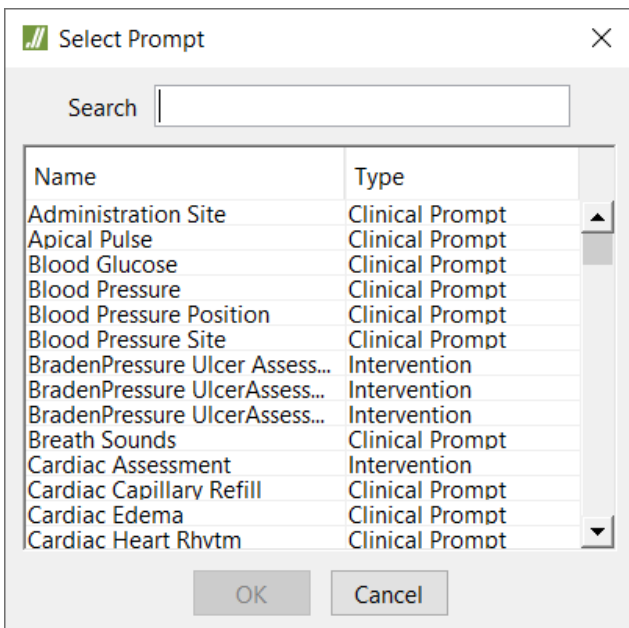 Select Prompt
Search
Name Type
Administration Site Clinical Prompt
Apical Pulse Clinical Prompt
Blood Glucose Clinical Prompt
Blood Pressure Clinical Prompt
Blood Pressure Position Clinical Prompt
Blood Pressure Site Clinical Prompt
BradenPressure Ulcer Assess... Intervention
BradenPressure UlcerAssess... Intervention
BradenPressure UlcerAssess... Intervention
Breath Sounds Clinical Prompt
Cardiac Assessment Intervention
Cardiac Capillary Refill Clinical Prompt
Cardiac Edema Clinical Prompt
Cardiac Heart Rhytm Clinical Prompt
OK Cancel